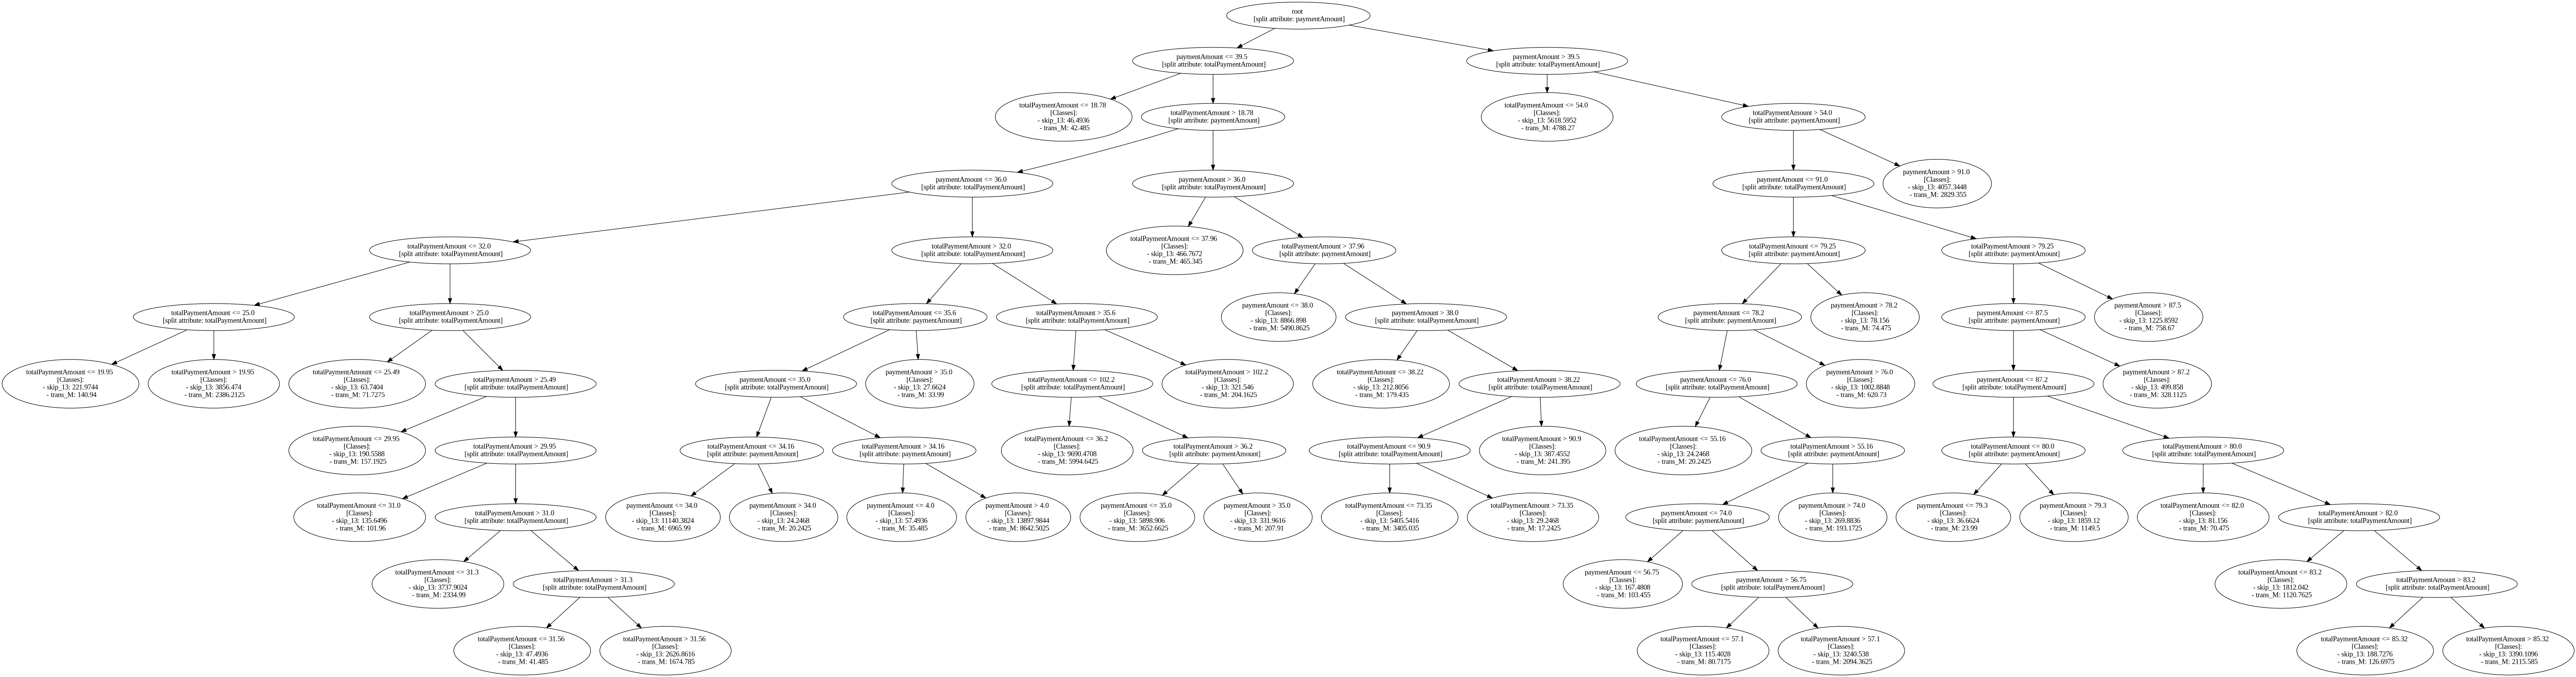 root
[split attribute: paymentAmount]
paymentAmount <= 39.5
[split attribute: totalPaymentAmount]
paymentAmount > 39.5
[split attribute: totalPaymentAmount]
totalPaymentAmount <= 18.78
[Classes]:
- skip_13: 46.4936
- trans_M: 42.485
totalPaymentAmount > 18.78
[split attribute: paymentAmount]
totalPaymentAmount <= 54.0
[Classes]:
- skip_13: 5618.5952
- trans_M: 4788.27
totalPaymentAmount > 54.0
[split attribute: paymentAmount]
paymentAmount <= 36.0
[split attribute: totalPaymentAmount]
paymentAmount > 36.0
[split attribute: totalPaymentAmount]
paymentAmount <= 91.0
[split attribute: totalPaymentAmount]
paymentAmount > 91.0
[Classes]:
- skip_13: 4057.3448
- trans_M: 2829.355
totalPaymentAmount <= 32.0
[split attribute: totalPaymentAmount]
totalPaymentAmount > 32.0
[split attribute: totalPaymentAmount]
totalPaymentAmount <= 37.96
[Classes]:
- skip_13: 466.7672
- trans_M: 465.345
totalPaymentAmount > 37.96
[split attribute: paymentAmount]
totalPaymentAmount <= 79.25
[split attribute: paymentAmount]
totalPaymentAmount > 79.25
[split attribute: paymentAmount]
totalPaymentAmount <= 25.0
[split attribute: totalPaymentAmount]
totalPaymentAmount > 25.0
[split attribute: totalPaymentAmount]
totalPaymentAmount <= 35.6
[split attribute: paymentAmount]
totalPaymentAmount > 35.6
[split attribute: totalPaymentAmount]
paymentAmount <= 38.0
[Classes]:
- skip_13: 8866.898
- trans_M: 5490.8625
paymentAmount > 38.0
[split attribute: totalPaymentAmount]
paymentAmount <= 78.2
[split attribute: paymentAmount]
paymentAmount > 78.2
[Classes]:
- skip_13: 78.156
- trans_M: 74.475
paymentAmount <= 87.5
[split attribute: paymentAmount]
paymentAmount > 87.5
[Classes]:
- skip_13: 1225.8592
- trans_M: 758.67
totalPaymentAmount <= 19.95
[Classes]:
- skip_13: 221.9744
- trans_M: 140.94
totalPaymentAmount > 19.95
[Classes]:
- skip_13: 3856.474
- trans_M: 2386.2125
totalPaymentAmount <= 25.49
[Classes]:
- skip_13: 63.7404
- trans_M: 71.7275
totalPaymentAmount > 25.49
[split attribute: totalPaymentAmount]
paymentAmount <= 35.0
[split attribute: totalPaymentAmount]
paymentAmount > 35.0
[Classes]:
- skip_13: 27.6624
- trans_M: 33.99
totalPaymentAmount <= 102.2
[split attribute: totalPaymentAmount]
totalPaymentAmount > 102.2
[Classes]:
- skip_13: 321.546
- trans_M: 204.1625
totalPaymentAmount <= 38.22
[Classes]:
- skip_13: 212.8056
- trans_M: 179.435
totalPaymentAmount > 38.22
[split attribute: totalPaymentAmount]
paymentAmount <= 76.0
[split attribute: totalPaymentAmount]
paymentAmount > 76.0
[Classes]:
- skip_13: 1002.8848
- trans_M: 620.73
paymentAmount <= 87.2
[split attribute: totalPaymentAmount]
paymentAmount > 87.2
[Classes]:
- skip_13: 499.858
- trans_M: 328.1125
totalPaymentAmount <= 29.95
[Classes]:
- skip_13: 190.5588
- trans_M: 157.1925
totalPaymentAmount > 29.95
[split attribute: totalPaymentAmount]
totalPaymentAmount <= 34.16
[split attribute: paymentAmount]
totalPaymentAmount > 34.16
[split attribute: paymentAmount]
totalPaymentAmount <= 36.2
[Classes]:
- skip_13: 9690.4708
- trans_M: 5994.6425
totalPaymentAmount > 36.2
[split attribute: paymentAmount]
totalPaymentAmount <= 90.9
[split attribute: totalPaymentAmount]
totalPaymentAmount > 90.9
[Classes]:
- skip_13: 387.4552
- trans_M: 241.395
totalPaymentAmount <= 55.16
[Classes]:
- skip_13: 24.2468
- trans_M: 20.2425
totalPaymentAmount > 55.16
[split attribute: paymentAmount]
totalPaymentAmount <= 80.0
[split attribute: paymentAmount]
totalPaymentAmount > 80.0
[split attribute: totalPaymentAmount]
totalPaymentAmount <= 31.0
[Classes]:
- skip_13: 135.6496
- trans_M: 101.96
totalPaymentAmount > 31.0
[split attribute: totalPaymentAmount]
paymentAmount <= 34.0
[Classes]:
- skip_13: 11140.3824
- trans_M: 6965.99
paymentAmount > 34.0
[Classes]:
- skip_13: 24.2468
- trans_M: 20.2425
paymentAmount <= 4.0
[Classes]:
- skip_13: 57.4936
- trans_M: 35.485
paymentAmount > 4.0
[Classes]:
- skip_13: 13897.9844
- trans_M: 8642.5025
paymentAmount <= 35.0
[Classes]:
- skip_13: 5898.906
- trans_M: 3652.6625
paymentAmount > 35.0
[Classes]:
- skip_13: 331.9616
- trans_M: 207.91
totalPaymentAmount <= 73.35
[Classes]:
- skip_13: 5405.5416
- trans_M: 3405.035
totalPaymentAmount > 73.35
[Classes]:
- skip_13: 29.2468
- trans_M: 17.2425
paymentAmount <= 74.0
[split attribute: paymentAmount]
paymentAmount > 74.0
[Classes]:
- skip_13: 269.8836
- trans_M: 193.1725
paymentAmount <= 79.3
[Classes]:
- skip_13: 36.6624
- trans_M: 23.99
paymentAmount > 79.3
[Classes]:
- skip_13: 1859.12
- trans_M: 1149.5
totalPaymentAmount <= 82.0
[Classes]:
- skip_13: 81.156
- trans_M: 70.475
totalPaymentAmount > 82.0
[split attribute: totalPaymentAmount]
totalPaymentAmount <= 31.3
[Classes]:
- skip_13: 3737.9024
- trans_M: 2334.99
totalPaymentAmount > 31.3
[split attribute: totalPaymentAmount]
paymentAmount <= 56.75
[Classes]:
- skip_13: 167.4808
- trans_M: 103.455
paymentAmount > 56.75
[split attribute: totalPaymentAmount]
totalPaymentAmount <= 83.2
[Classes]:
- skip_13: 1812.042
- trans_M: 1120.7625
totalPaymentAmount > 83.2
[split attribute: totalPaymentAmount]
totalPaymentAmount <= 31.56
[Classes]:
- skip_13: 47.4936
- trans_M: 41.485
totalPaymentAmount > 31.56
[Classes]:
- skip_13: 2626.8616
- trans_M: 1674.785
totalPaymentAmount <= 57.1
[Classes]:
- skip_13: 115.4028
- trans_M: 80.7175
totalPaymentAmount > 57.1
[Classes]:
- skip_13: 3240.538
- trans_M: 2094.3625
totalPaymentAmount <= 85.32
[Classes]:
- skip_13: 188.7276
- trans_M: 126.6975
totalPaymentAmount > 85.32
[Classes]:
- skip_13: 3390.1096
- trans_M: 2115.585